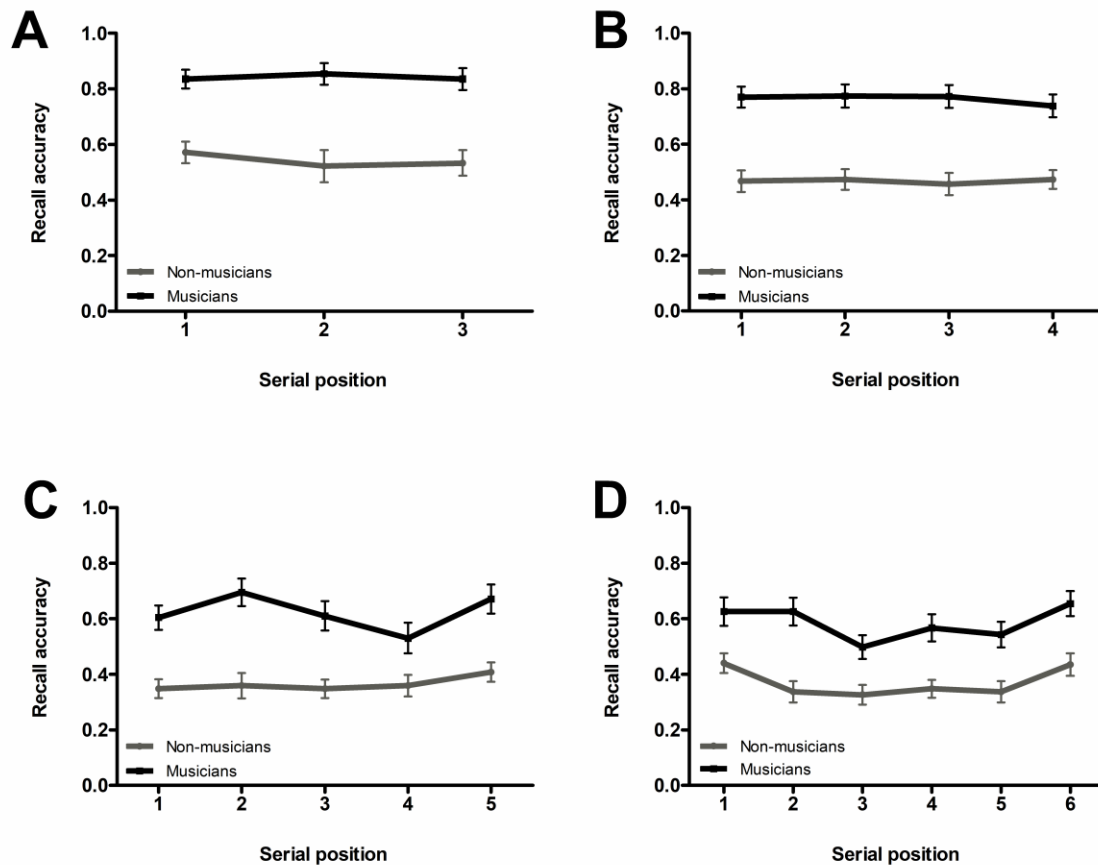 A
Recall accuracy
1.0
0.8
0.6
0.4
0.2
0.0
Non-musicians
Musicians
1 2 3
Serial position
B
Recall accuracy
1.0
0.8
0.6
0.4
0.2
0.0
Non-musicians
Musicians
1 2 3 4
Serial position
C
Recall accuracy
1.0
0.8
0.6
0.4
0.2
0.0
Non-musicians
Musicians
1 2 3 4 5
Serial position
D
Recall accuracy
1.0
0.8
0.6
0.4
0.2
0.0
Non-musicians
Musicians
1 2 3 4 5 6
Serial position